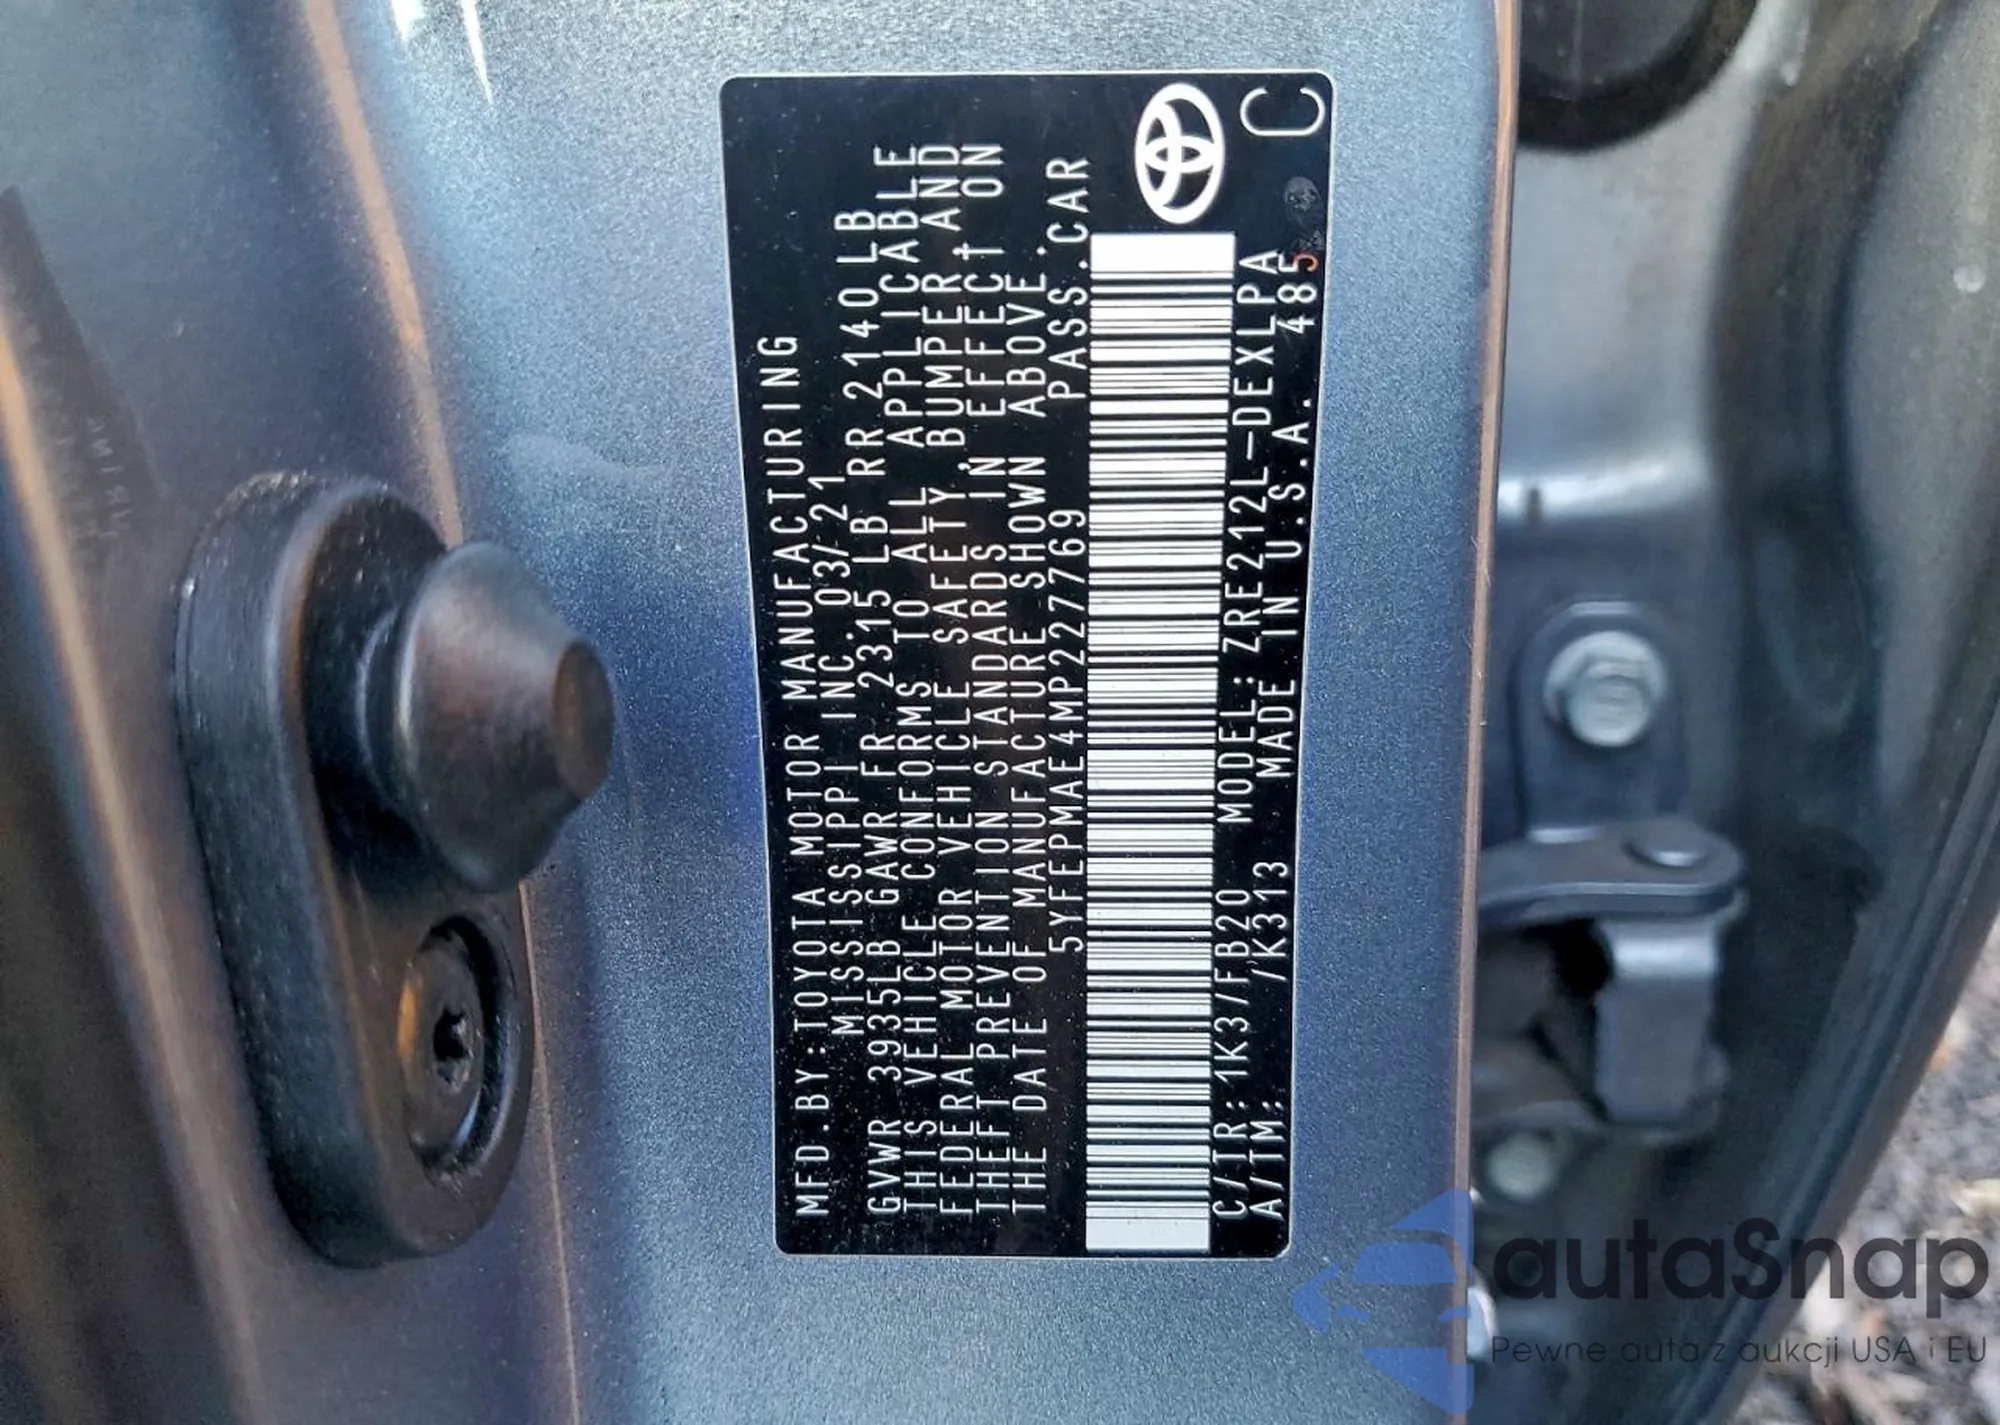 MFD.BY:TOYOTA MOTOR MANUFACTURING
MISSISSIPPI INC. 03/21
GVWR 3935LB GAWR FR 2315 LB RR 2140LB
THIS VEHICLE CONFORMS TO ALL APPLICABLE
FEDERAL MOTOR VEHICLE SAFETY, BUMPER, AND
THEFT PREVENTION STANDARDS IN EFFECT ON
THE DATE OF MANUFACTURE SHOWN ABOVE.
5YFEPMAE4MP227769 PASS.CAR
C/TR: 1K3/FB20 MODEL: ZRE212L-DEXLPA
A/TM: /K313 MADE IN U.S.A. 485
C
autaSnap
Pewne auta z aukcji USA i EU